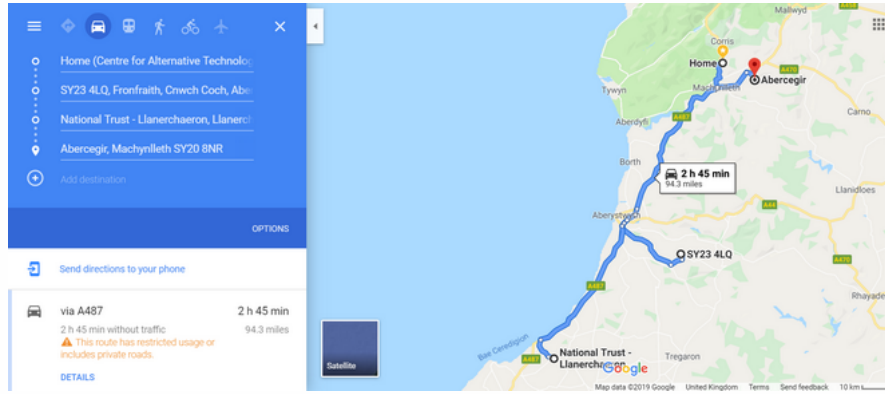 Home (Centre for Alternative Technolog
SY23 4LQ, Fronfraith, Cnwch Coch, Abe
National Trust - Llanerchaeron, Llanerch
Abercegir, Machynlleth SY20 8NR
Add destination
OPTIONS
Send directions to your phone
via A487
2 h 45 min
2 h 45 min without traffic
94.3 miles
This route has restricted usage or
includes private roads.
DETAILS
Mallwyd
Corris
Home
A470
Abercegir
Tywyn
Machynlleth
Carno
A487
Aberdyfi
Borth
2 h 45 min
94.3 miles
Llanidloes
A44
Aberystwyth
SY23 4LQ
A470
A487
Rhayade
Bae Ceredigion
A487
National Trust -
Llanerchaeron
Tregaron
Google
Satellite
Map data ©2019 Google
United Kingdom
Terms
Send feedback
10 km